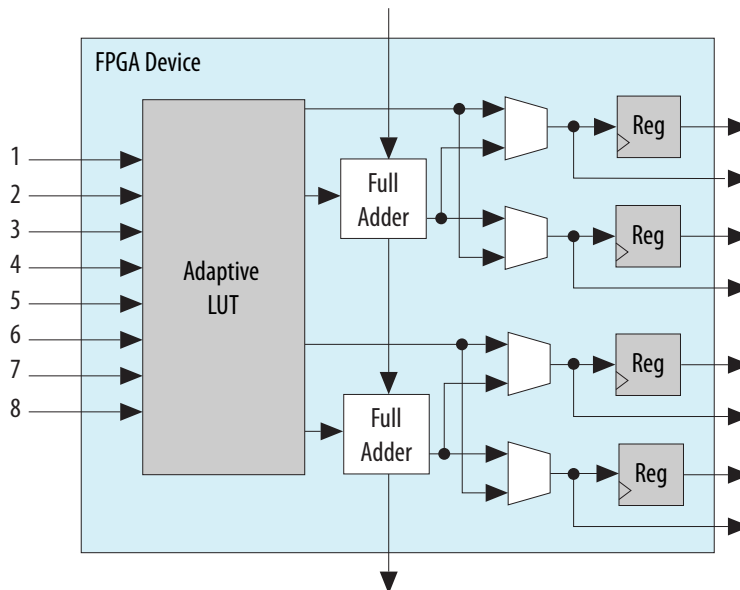 FPGA Device
1
2
3
4
5
6
7
8
Adaptive
LUT
Full
Adder
Full
Adder
Reg
Reg
Reg
Reg